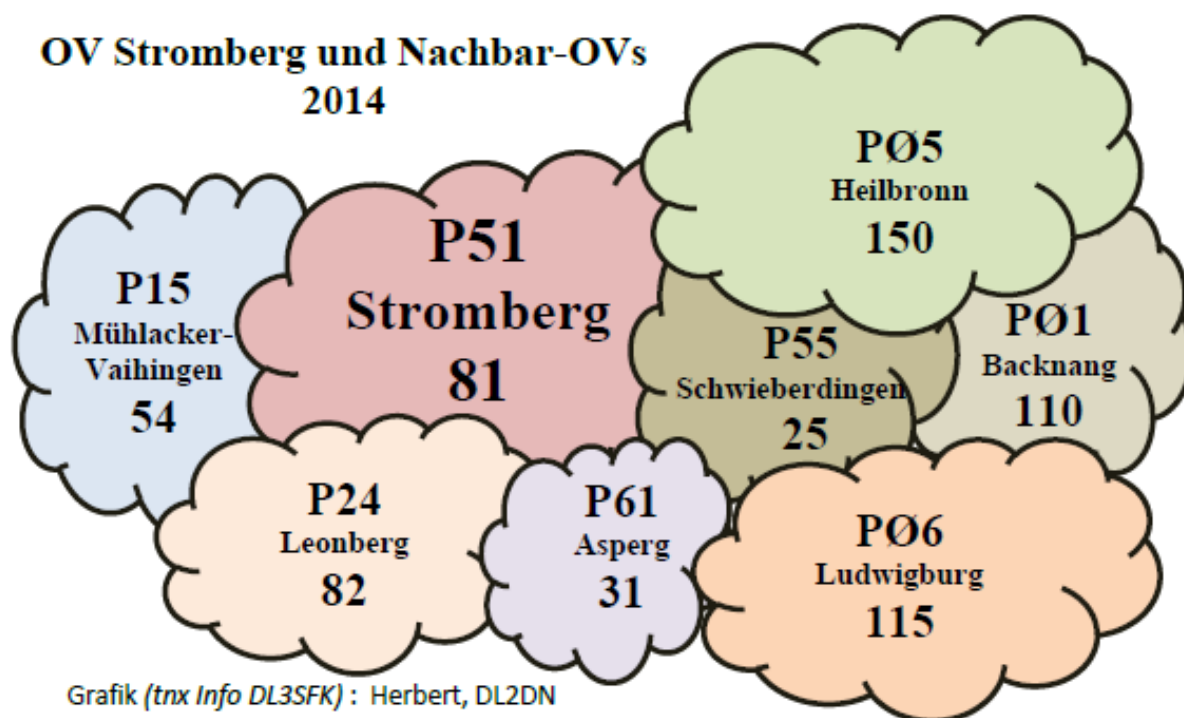 OV Stromberg und Nachbar-OVs
2014
PØ5
Heilbronn
150
P51
Stromberg
81
P15
Mühlacker-
Vaihingen
54
P55
Schwieberdingen
25
PØ1
Backnang
110
P24
Leonberg
82
P61
Asperg
31
PØ6
Ludwigburg
115
Grafik (tnx Info DL3SFK) : Herbert, DL2DN